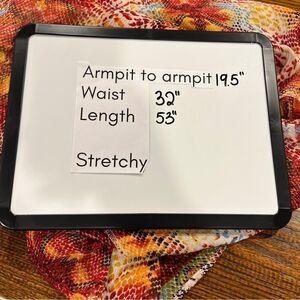 Armpit to armpit 19.5"
Waist 32"
Length 53"
Stretchy